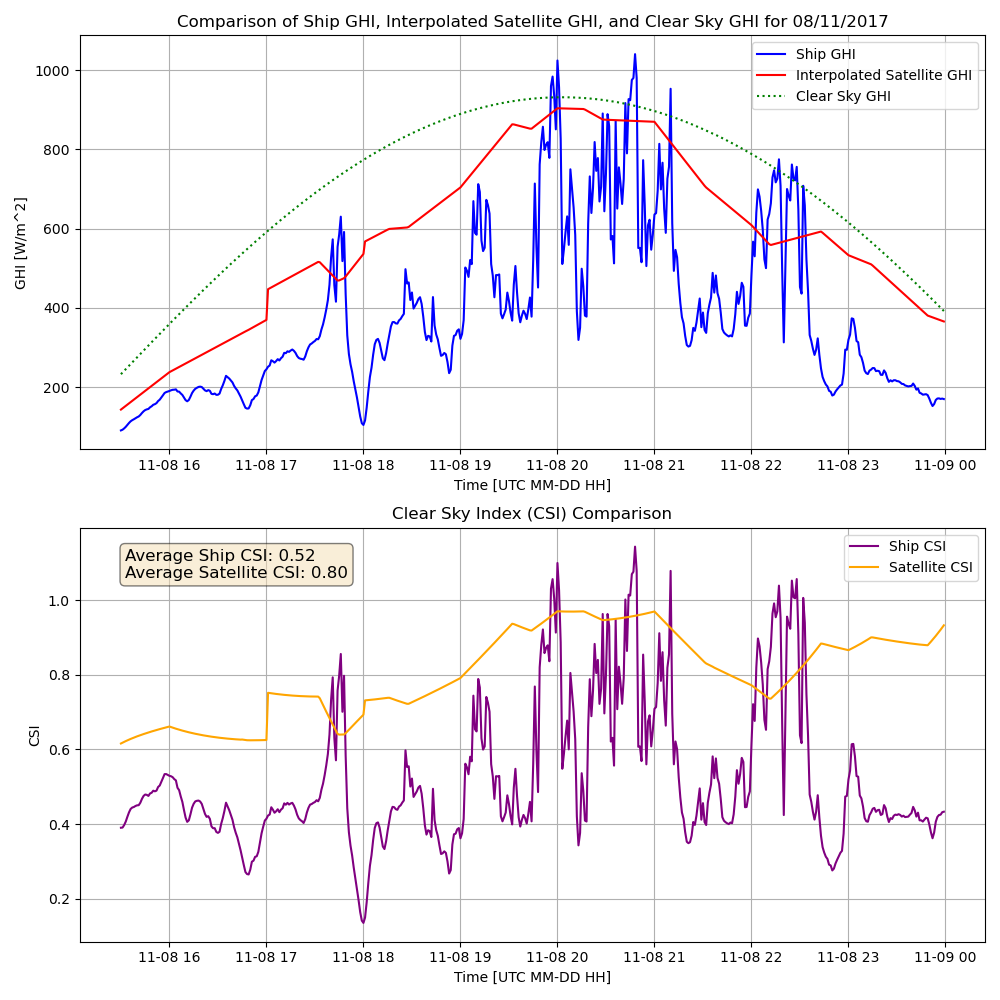 Comparison of Ship GHI, Interpolated Satellite GHI, and Clear Sky GHI for 08/11/2017
GHI [W/m^2]
1000
800
600
400
200
Ship GHI
Interpolated Satellite GHI
Clear Sky GHI
11-08 16 11-08 17 11-08 18 11-08 19 11-08 20 11-08 21 11-08 22 11-08 23 11-09 00
Time [UTC MM-DD HH]
Clear Sky Index (CSI) Comparison
Average Ship CSI: 0.52
Average Satellite CSI: 0.80
Ship CSI
Satellite CSI
CSI
1.0
0.8
0.6
0.4
0.2
11-08 16 11-08 17 11-08 18 11-08 19 11-08 20 11-08 21 11-08 22 11-08 23 11-09 00
Time [UTC MM-DD HH]